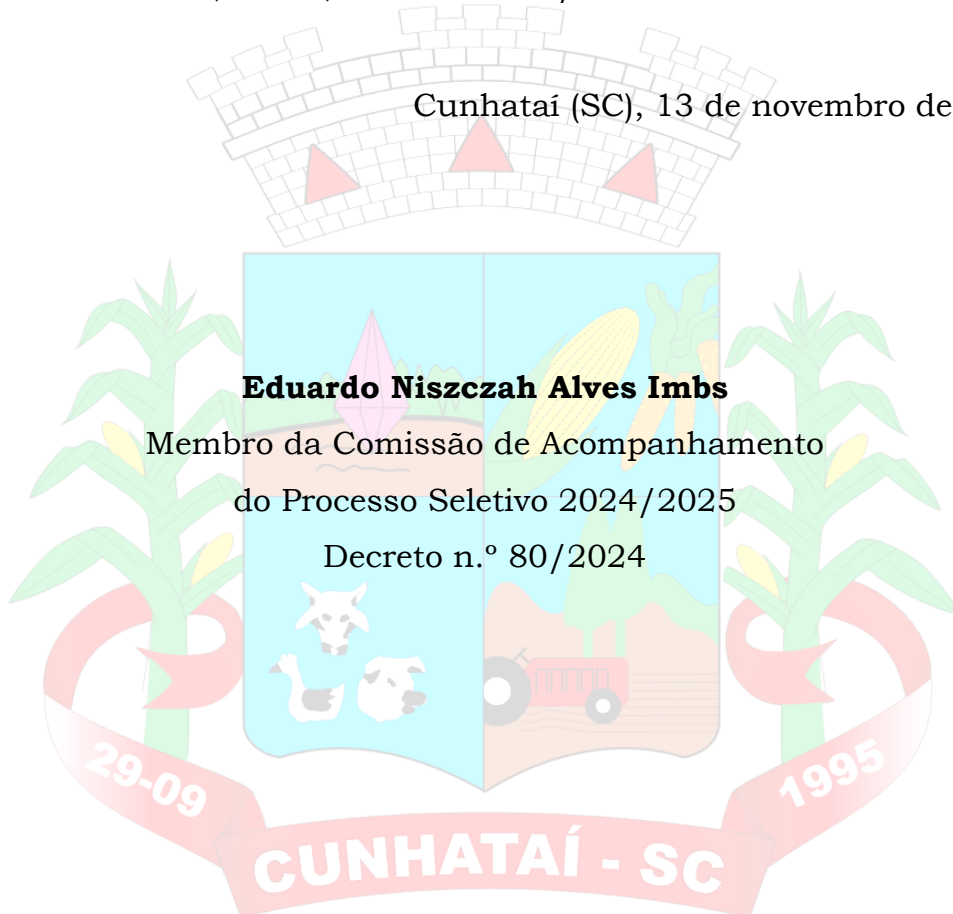 Cunhataí (SC), 13 de novembro de
Eduardo Niszczah Alves Imbs
Membro da Comissão de Acompanhamento
do Processo Seletivo 2024/2025
Decreto n.º 80/2024
29-09
1995
CUNHATAÍ - SC